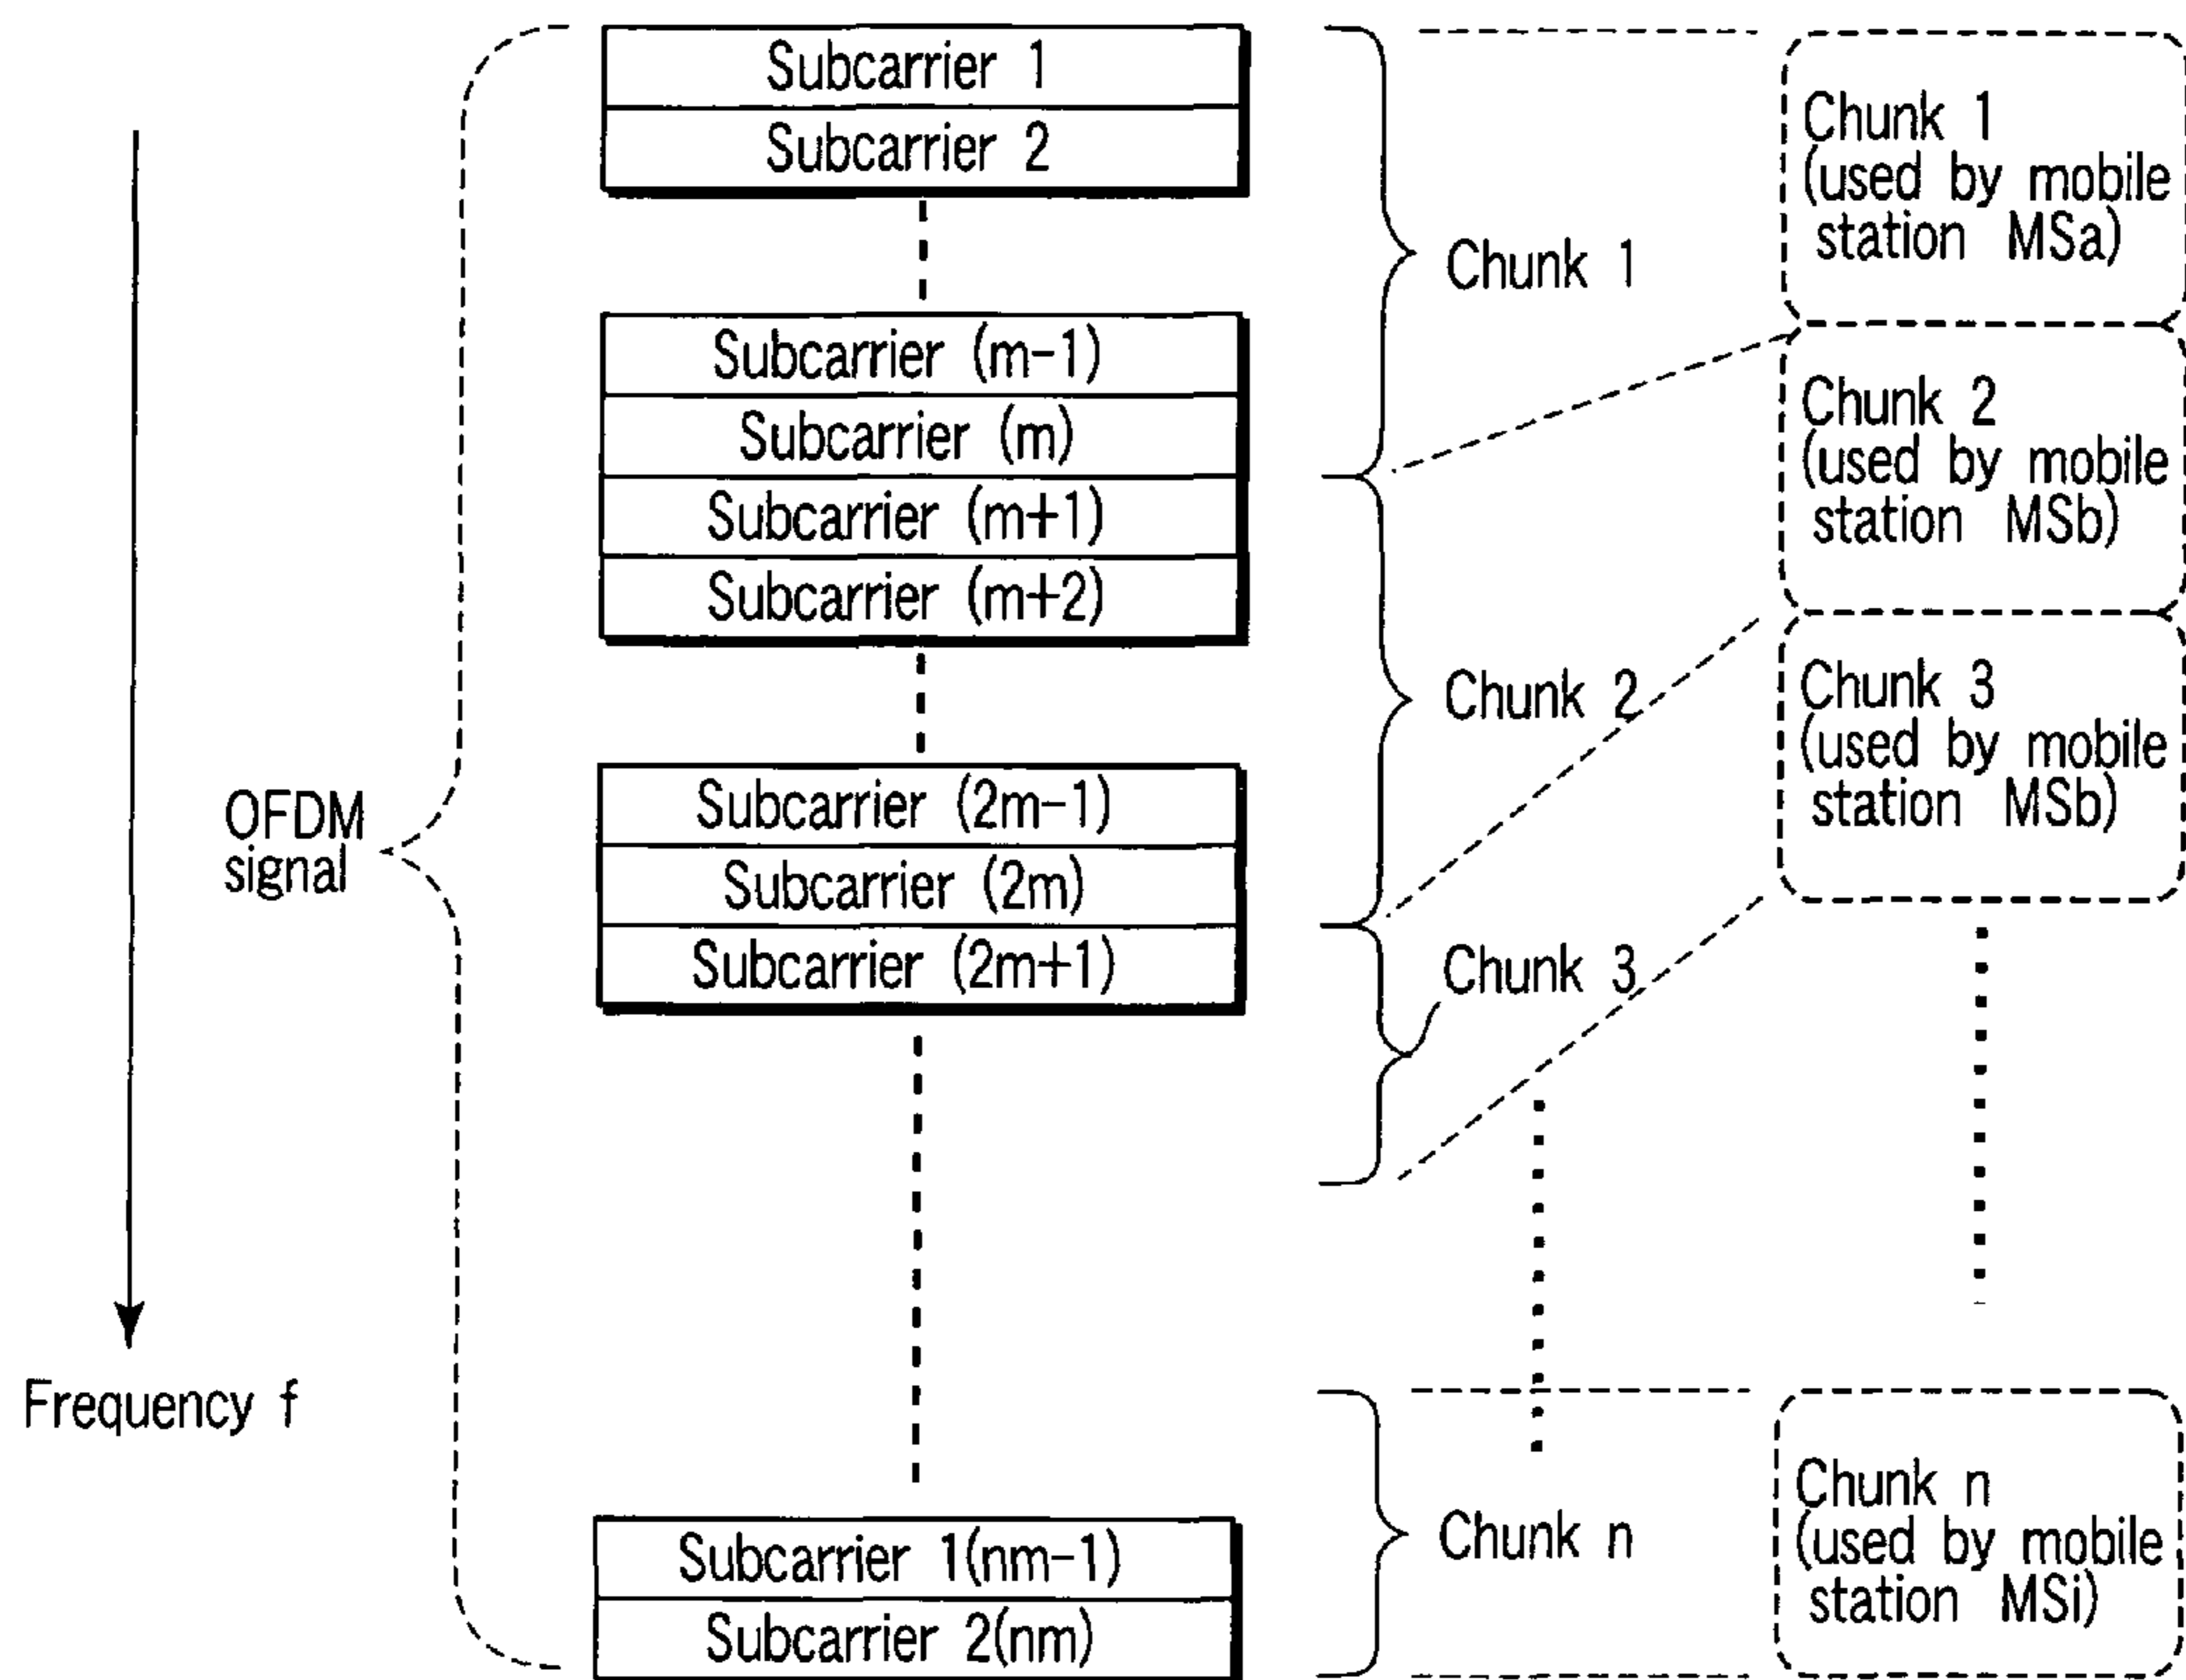 Subcarrier 1
Subcarrier 2
Subcarrier (m-1)
Subcarrier (m)
Subcarrier (m+1)
Subcarrier (m+2)
Subcarrier (2m-1)
Subcarrier (2m)
Subcarrier (2m+1)
Subcarrier 1(nm-1)
Subcarrier 2(nm)
OFDM
signal
Frequency f
Chunk 1
Chunk 2
Chunk 3
Chunk n
Chunk 1
(used by mobile
station MSa)
Chunk 2
(used by mobile
station MSb)
Chunk 3
(used by mobile
station MSb)
Chunk n
(used by mobile
station MSi)